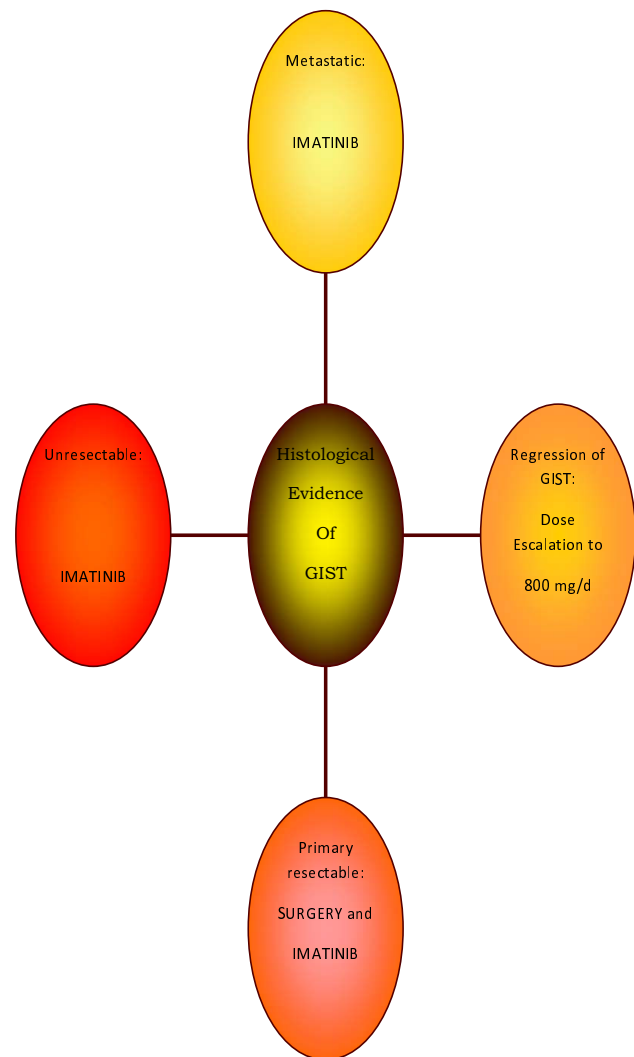 Metastatic:
IMATINIB
Unresectable:
IMATINIB
Histological
Evidence
Of
GIST
Regression of
GIST:
Dose
Escalation to
800 mg/d
Primary
resectable:
SURGERY and
IMATINIB